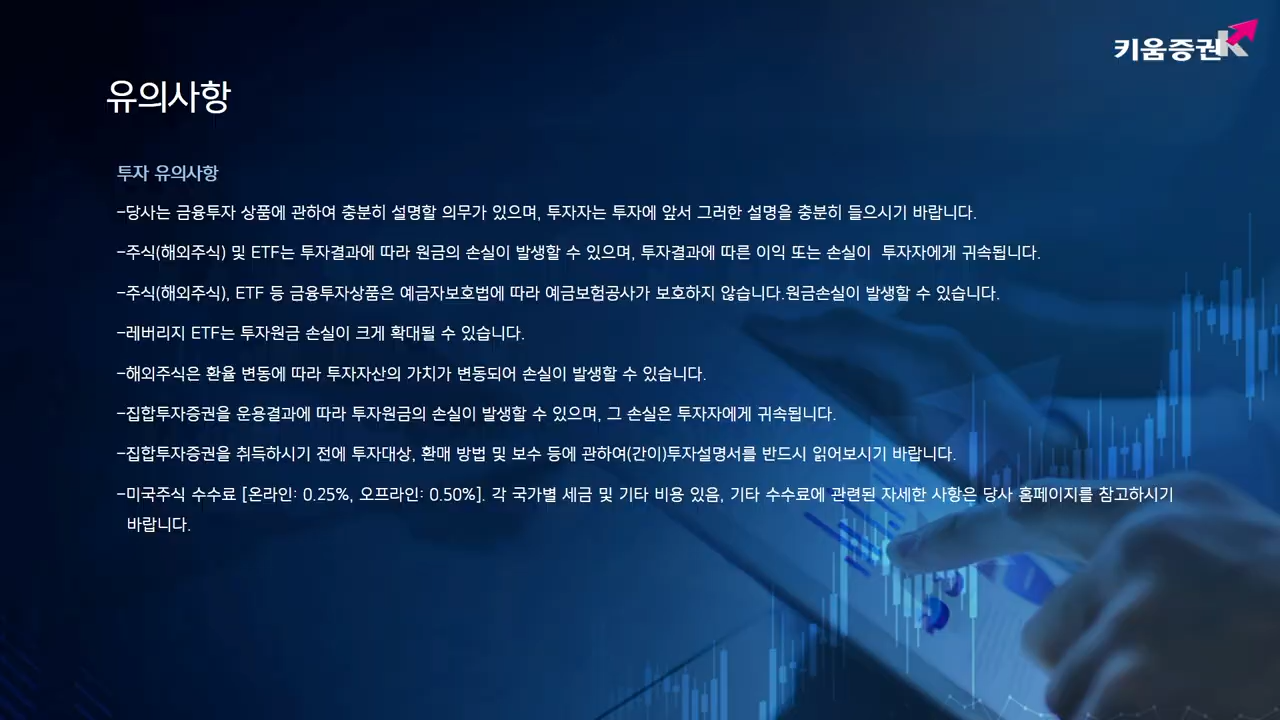 키움증권
유의사항
투자 유의사항
-당사는 금융투자 상품에 관하여 충분히 설명할 의무가 있으며, 투자자는 투자에 앞서 그러한 설명을 충분히 들으시기 바랍니다.
-주식(해외주식) 및 ETF는 투자결과에 따라 원금의 손실이 발생할 수 있으며, 투자결과에 따른 이익 또는 손실이 투자자에게 귀속됩니다.
-주식(해외주식), ETF 등 금융투자상품은 예금자보호법에 따라 예금보험공사가 보호하지 않습니다.원금손실이 발생할 수 있습니다.
-레버리지 ETF는 투자원금 손실이 크게 확대될 수 있습니다.
-해외주식은 환율 변동에 따라 투자자산의 가치가 변동되어 손실이 발생할 수 있습니다.
-집합투자증권을 운용결과에 따라 투자원금의 손실이 발생할 수 있으며, 그 손실은 투자자에게 귀속됩니다.
-집합투자증권을 취득하시기 전에 투자대상, 환매 방법 및 보수 등에 관하여(간이)투자설명서를 반드시 읽어보시기 바랍니다.
-미국주식 수수료 [온라인: 0.25%, 오프라인: 0.50%]. 각 국가별 세금 및 기타 비용 있음, 기타 수수료에 관련된 자세한 사항은 당사 홈페이지를 참고하시기
바랍니다.